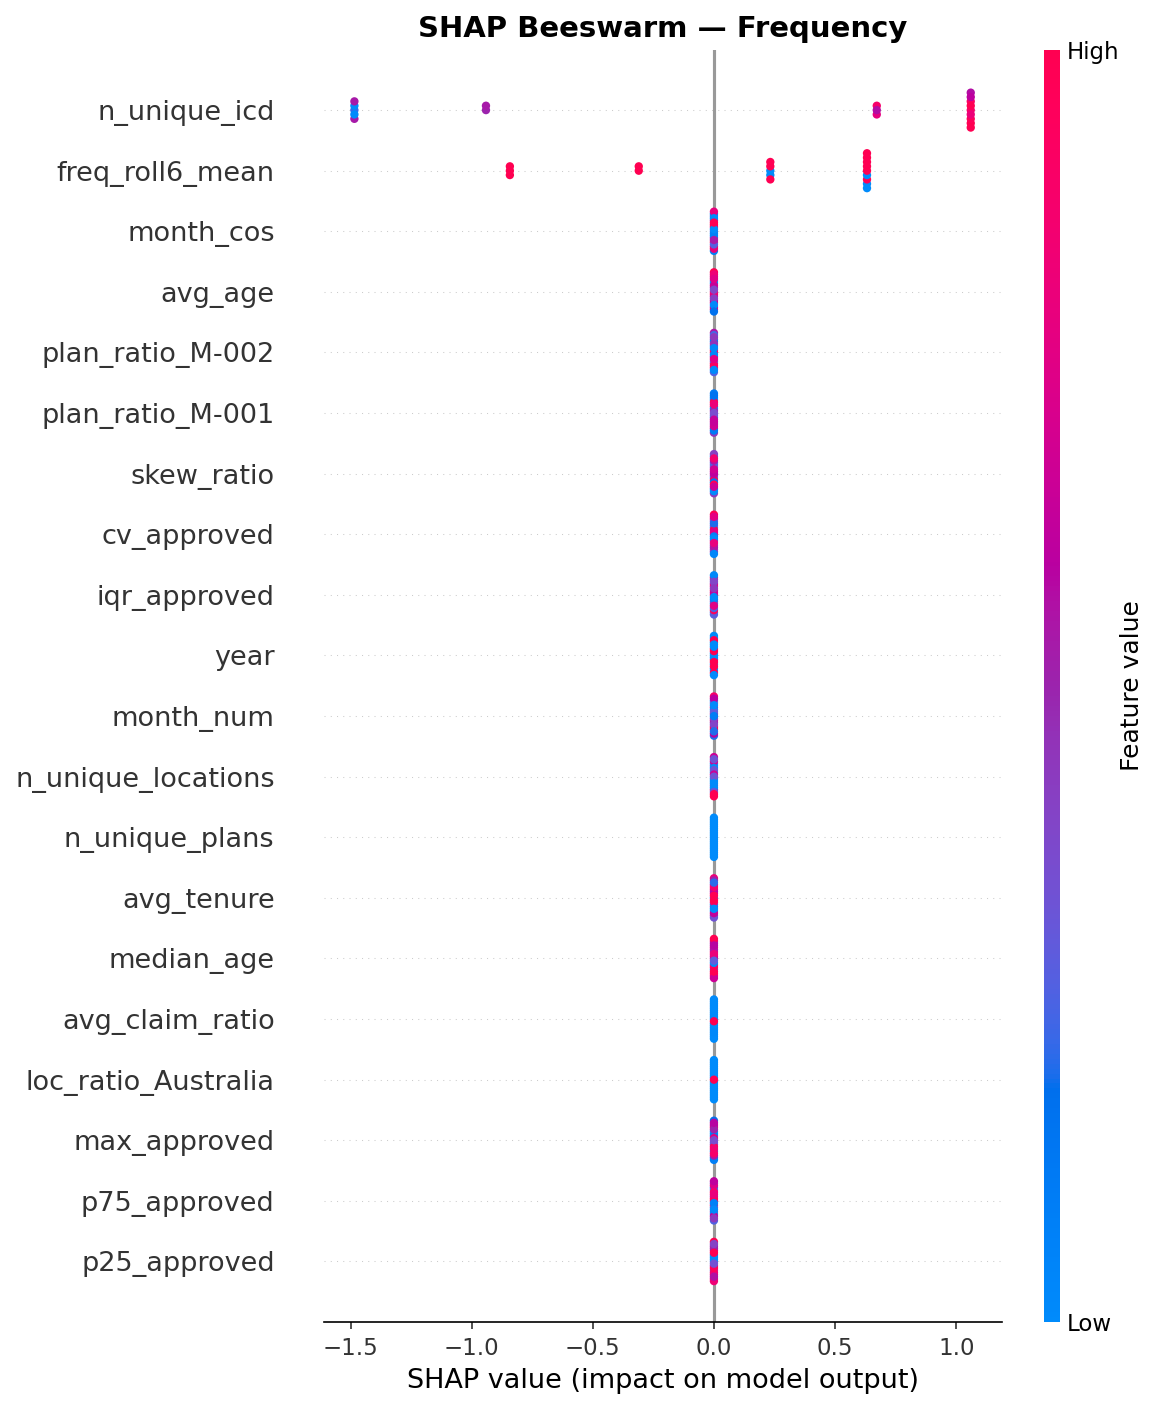 SHAP Beeswarm — Frequency
High
n_unique_icd
freq_roll6_mean
month_cos
avg_age
plan_ratio_M-002
plan_ratio_M-001
skew_ratio
cv_approved
iqr_approved
year
month_num
n_unique_locations
n_unique_plans
avg_tenure
median_age
avg_claim_ratio
loc_ratio_Australia
max_approved
p75_approved
p25_approved
Feature value
Low
−1.5 −1.0 −0.5 0.0 0.5 1.0
SHAP value (impact on model output)